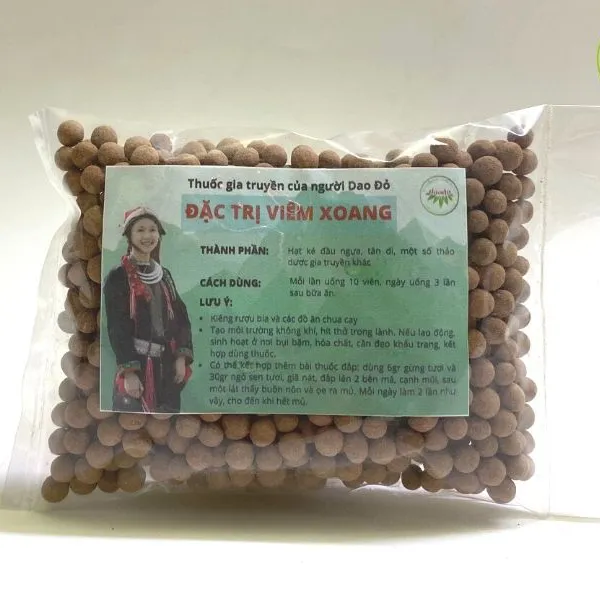 Thuốc gia truyền của người Dao Đỏ
ĐẶC TRỊ VIÊM XOANG
THÀNH PHẦN: Hạt ké đầu ngựa, tân di, một số thảo
dược gia truyền khác
CÁCH DÙNG: Mỗi lần uống 10 viên, ngày uống 3 lần
sau bữa ăn.
LƯU Ý:
• Kiêng rượu bia và các đồ ăn chua cay
• Tạo môi trường không khí, hít thở trong lành. Nếu lao động,
sinh hoạt ở nơi bụi bặm, hóa chất, cần đeo khẩu trang, kết
hợp dùng thuốc.
• Có thể kết hợp thêm bài thuốc đắp: dùng 6gr gừng tươi và
30gr ngó sen tươi, giã nát, đắp lên 2 bên má, cạnh mũi, sau
một lát thấy buồn nôn và oẹ ra mủ. Mỗi ngày làm 2 lần như
vậy, cho đến khi hết mủ.